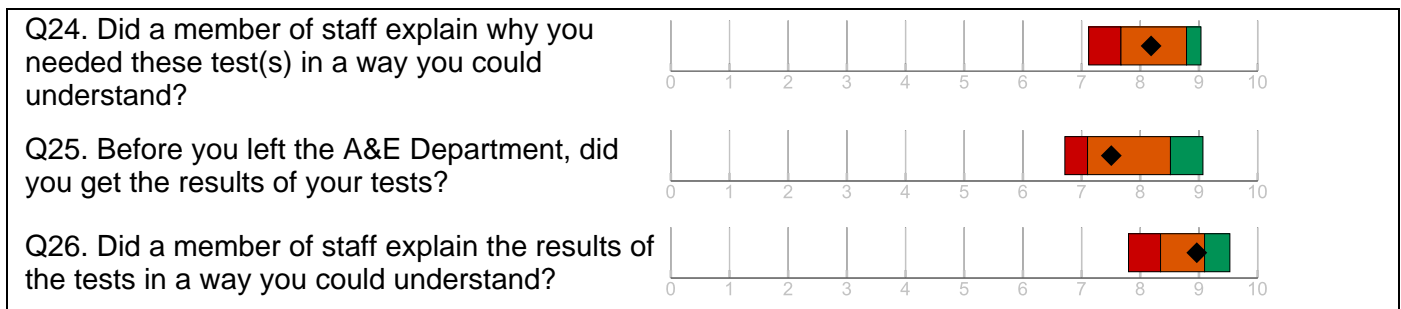 Q24. Did a member of staff explain why you
needed these test(s) in a way you could
understand?
0 1 2 3 4 5 6 7 8 9 10
Q25. Before you left the A&E Department, did
you get the results of your tests?
0 1 2 3 4 5 6 7 8 9 10
Q26. Did a member of staff explain the results of
the tests in a way you could understand?
0 1 2 3 4 5 6 7 8 9 10